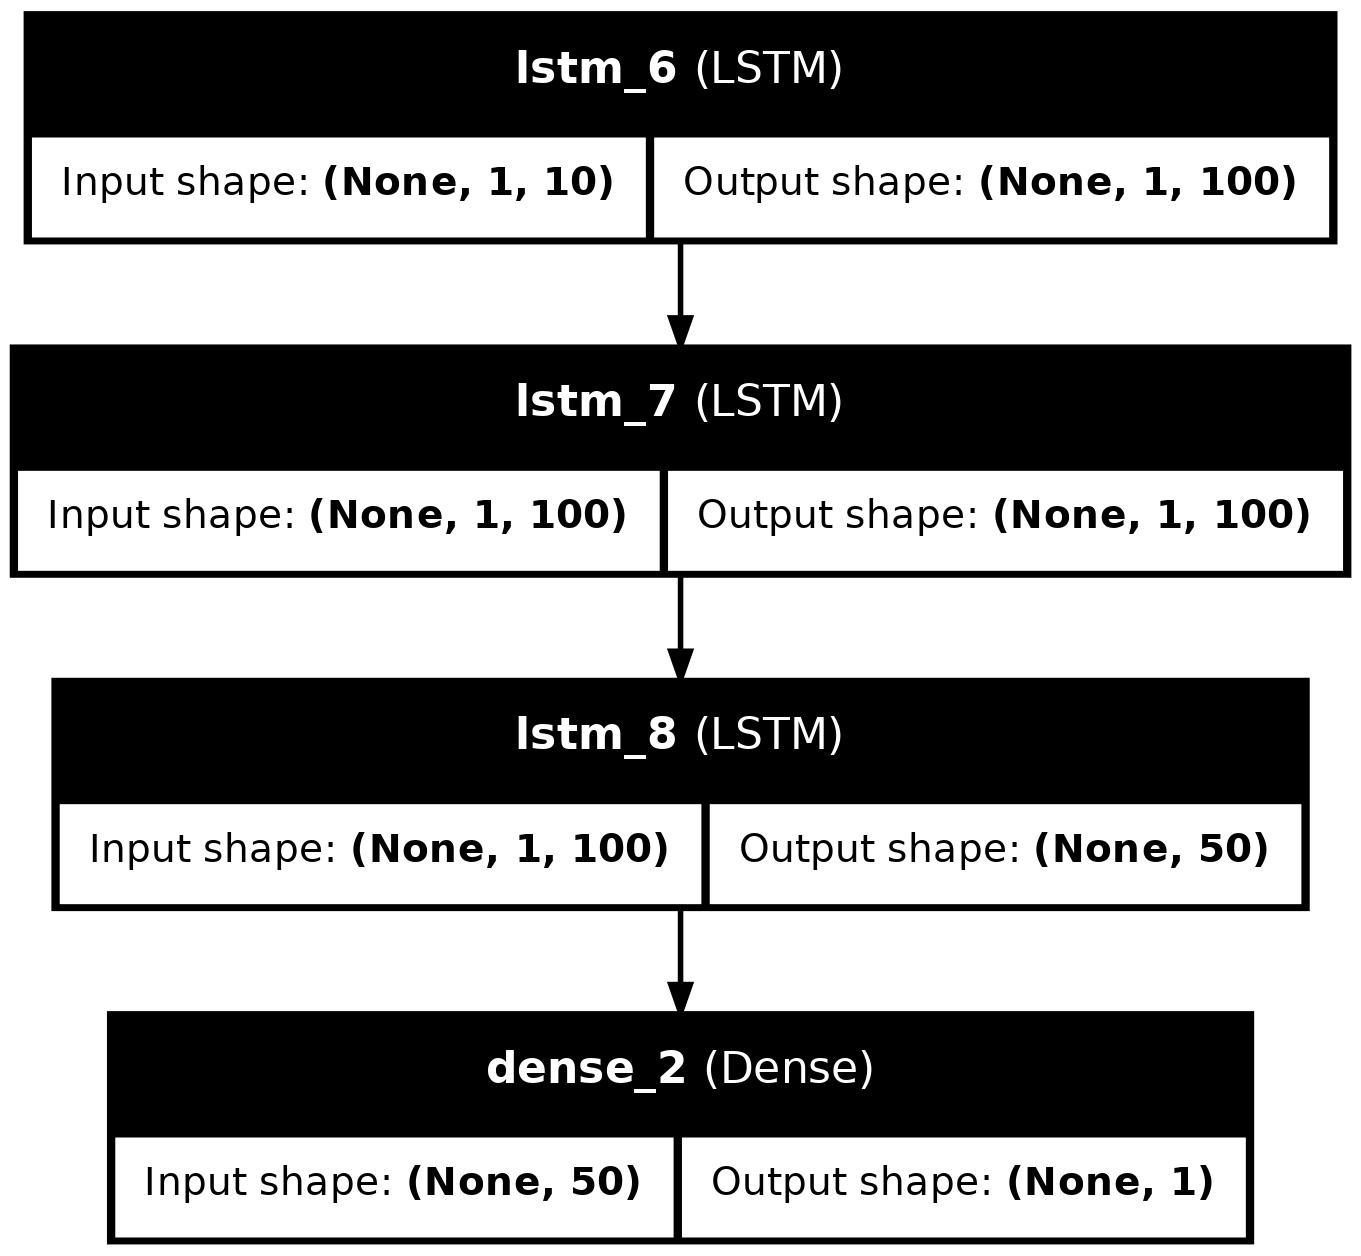 lstm_6 (LSTM)
Input shape: (None, 1, 10) Output shape: (None, 1, 100)
lstm_7 (LSTM)
Input shape: (None, 1, 100) Output shape: (None, 1, 100)
lstm_8 (LSTM)
Input shape: (None, 1, 100) Output shape: (None, 50)
dense_2 (Dense)
Input shape: (None, 50) Output shape: (None, 1)